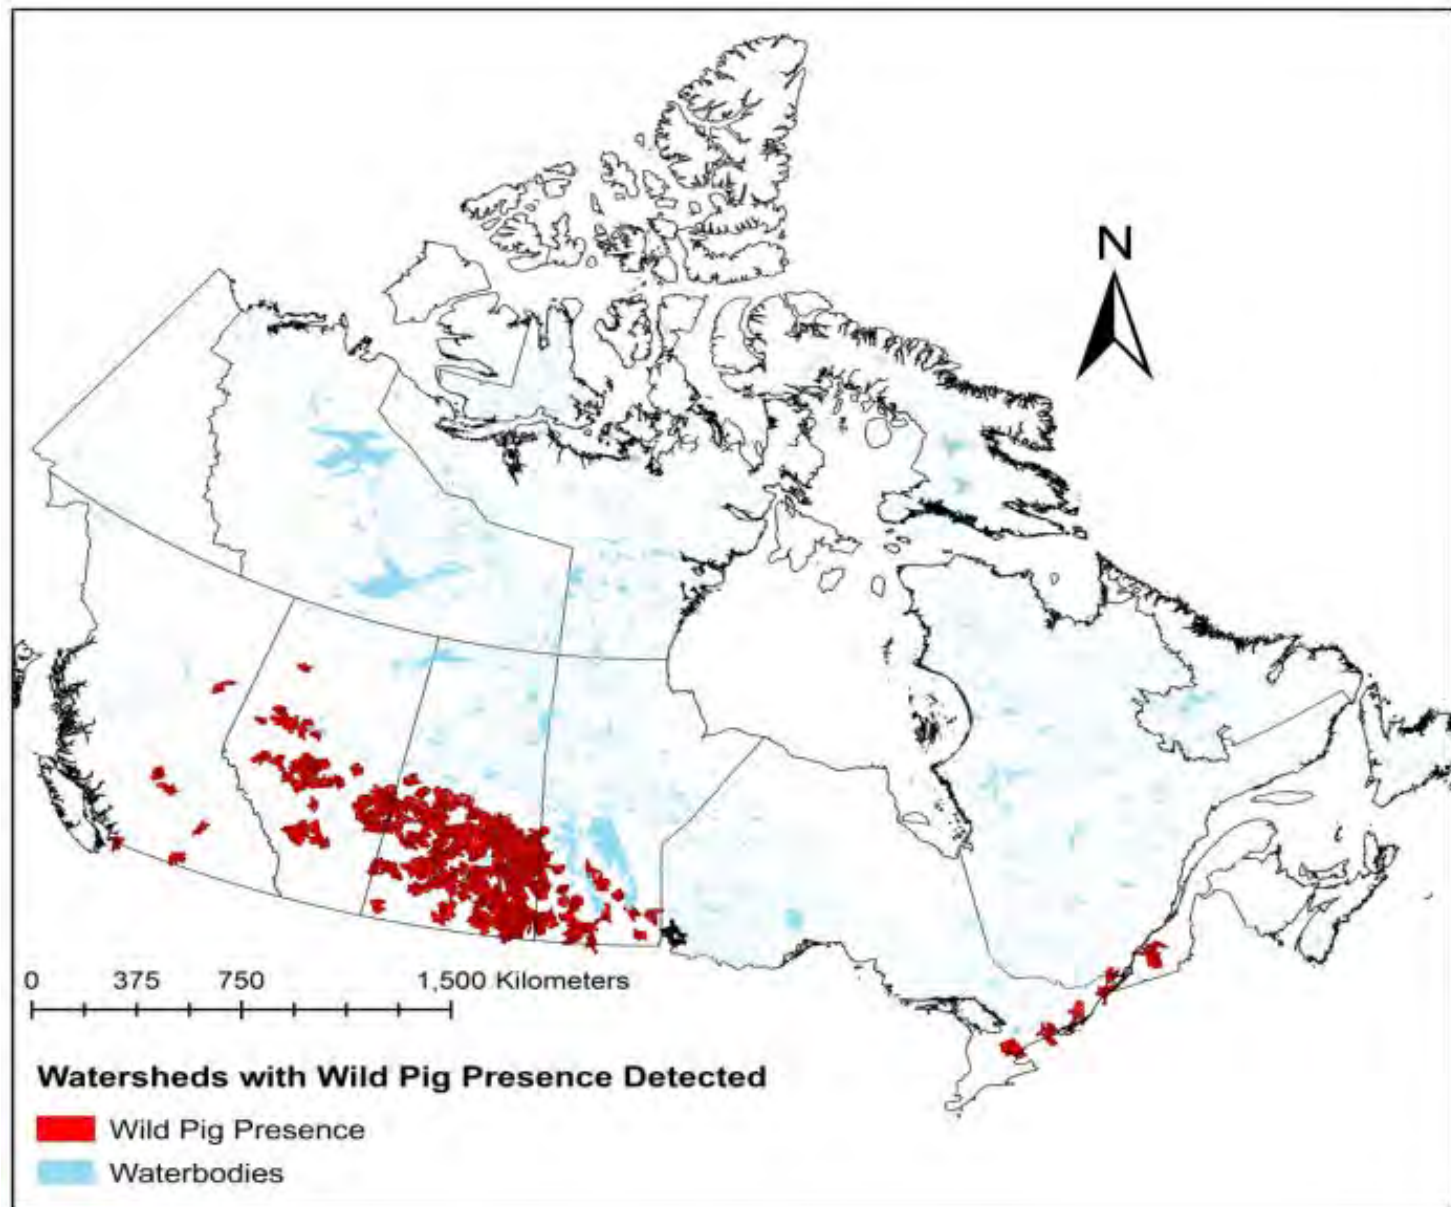 N
0 375 750 1,500 Kilometers
Watersheds with Wild Pig Presence Detected
Wild Pig Presence
Waterbodies